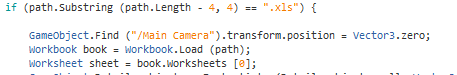 if (path.Substring (path.Length - 4, 4) == ".xls") {
GameObject.Find ("/Main Camera").transform.position = Vector3.zero;
Workbook book = Workbook.Load (path);
Worksheet sheet = book.Worksheets [0];